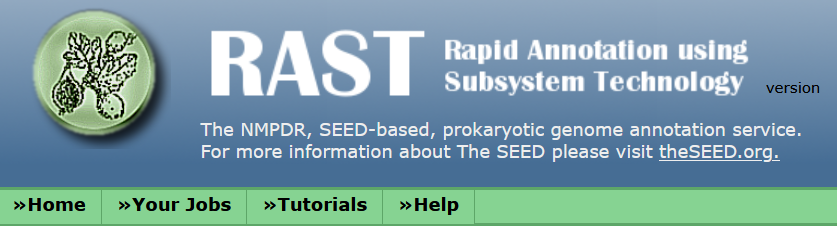 RAST
Rapid Annotation using
Subsystem Technology
version
The NMPDR, SEED-based, prokaryotic genome annotation service.
For more information about The SEED please visit theSEED.org.
»Home »Your Jobs »Tutorials »Help